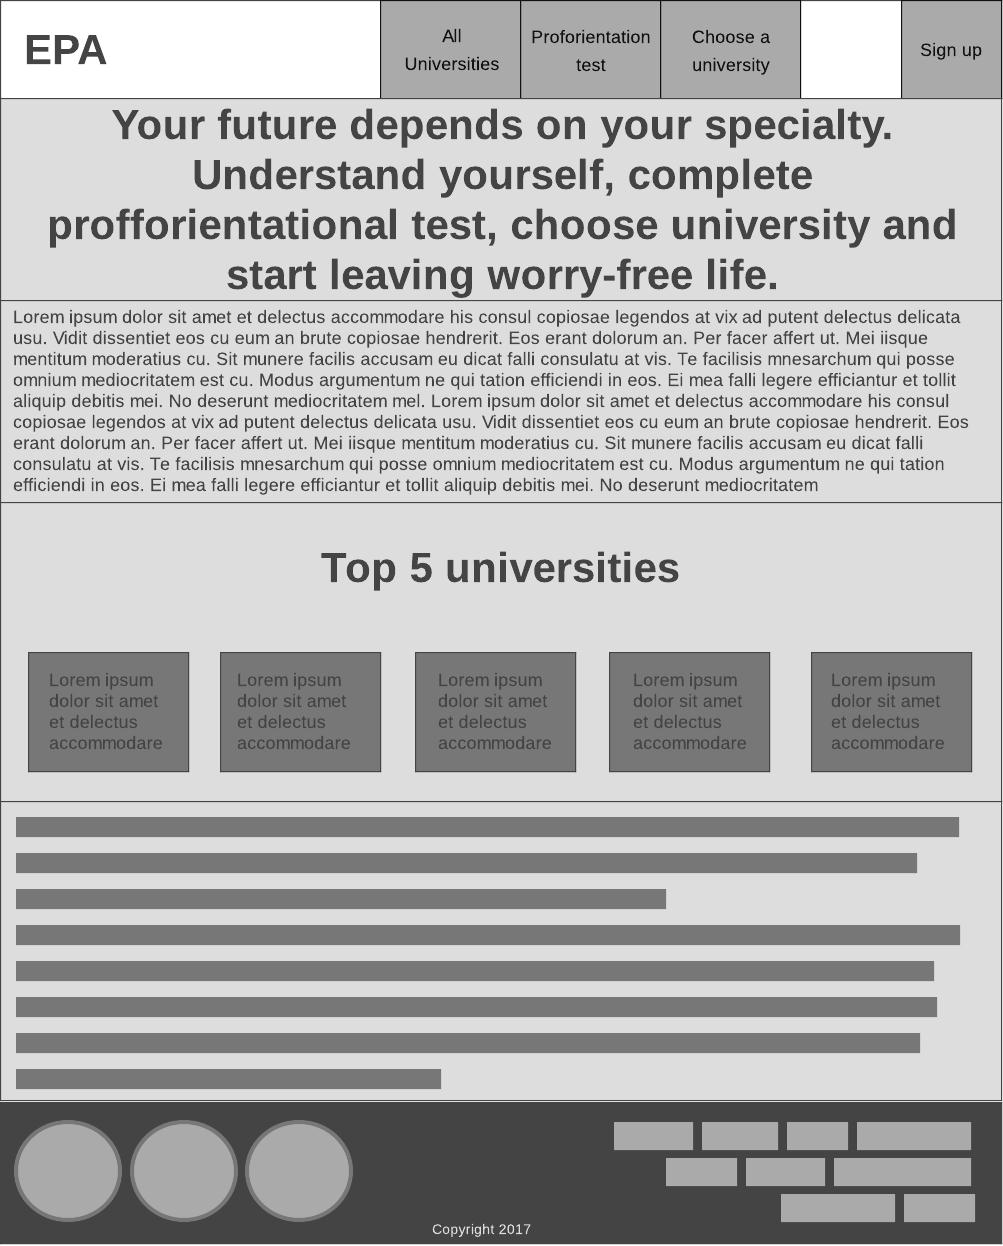 EPA
All
Universities
Proforientation
test
Choose a
university
Sign up
Your future depends on your specialty.
Understand yourself, complete
profforientational test, choose university and
start leaving worry-free life.
Lorem ipsum dolor sit amet et delectus accommodare his consul copiosae legendos at vix ad putent delectus delicata
usu. Vidit dissentiet eos cu eum an brute copiosae hendrerit. Eos erant dolorum an. Per facer affert ut. Mei iisque
mentitum moderatius cu. Sit munere facilis accusam eu dicat falli consulatu at vis. Te facilisis mnesarchum qui posse
omnium mediocritatem est cu. Modus argumentum ne qui tation efficiendi in eos. Ei mea falli legere efficiantur et tollit
aliquip debitis mei. No deserunt mediocritatem mel. Lorem ipsum dolor sit amet et delectus accommodare his consul
copiosae legendos at vix ad putent delectus delicata usu. Vidit dissentiet eos cu eum an brute copiosae hendrerit. Eos
erant dolorum an. Per facer affert ut. Mei iisque mentitum moderatius cu. Sit munere facilis accusam eu dicat falli
consulatu at vis. Te facilisis mnesarchum qui posse omnium mediocritatem est cu. Modus argumentum ne qui tation
efficiendi in eos. Ei mea falli legere efficiantur et tollit aliquip debitis mei. No deserunt mediocritatem
Top 5 universities
Lorem ipsum
dolor sit amet
et delectus
accommodare
Lorem ipsum
dolor sit amet
et delectus
accommodare
Lorem ipsum
dolor sit amet
et delectus
accommodare
Lorem ipsum
dolor sit amet
et delectus
accommodare
Lorem ipsum
dolor sit amet
et delectus
accommodare
Copyright 2017